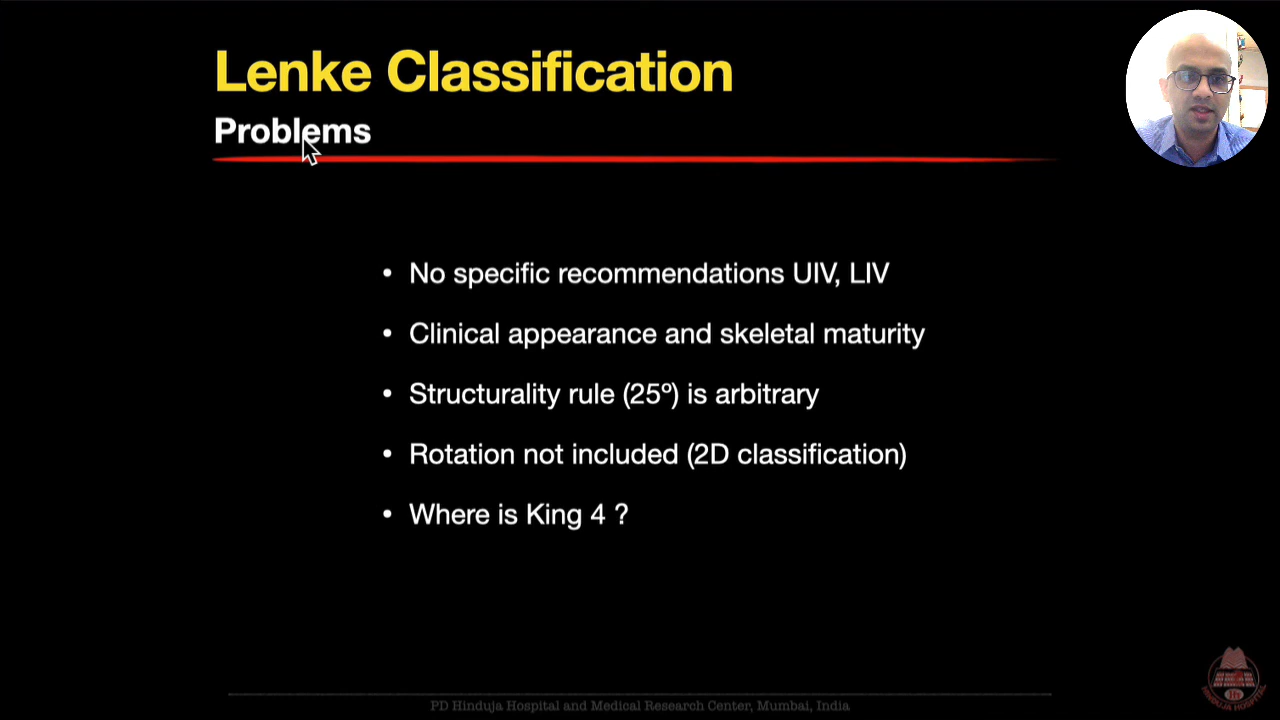 Lenke Classification
Problems
• No specific recommendations UIV, LIV
• Clinical appearance and skeletal maturity
• Structurality rule (25º) is arbitrary
• Rotation not included (2D classification)
• Where is King 4 ?
PD Hinduja Hospital and Medical Research Center, Mumbai, India